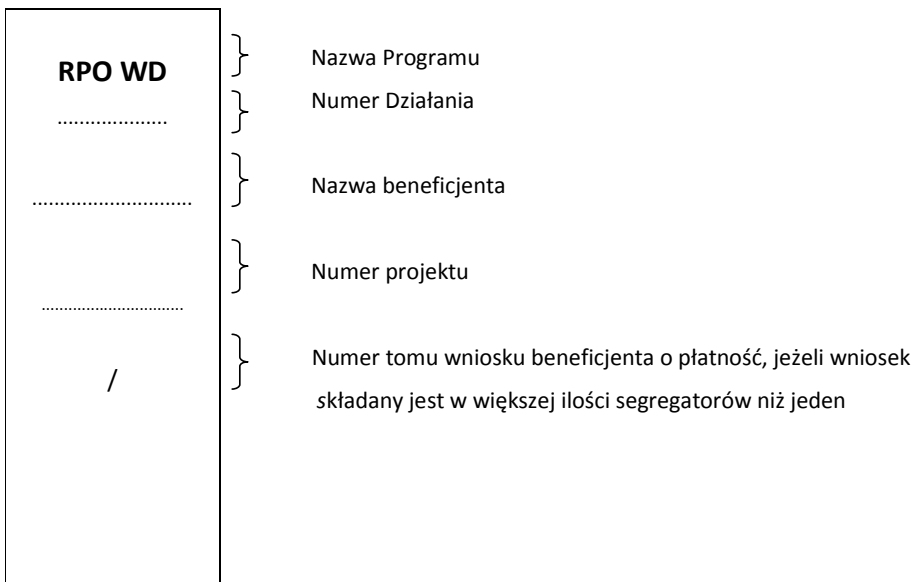 RPO WD
Nazwa Programu
....................
Numer Działania
.............................
Nazwa beneficjenta
................................
Numer projektu
/
Numer tomu wniosku beneficjenta o płatność, jeżeli wniosek
składany jest w większej ilości segregatorów niż jeden